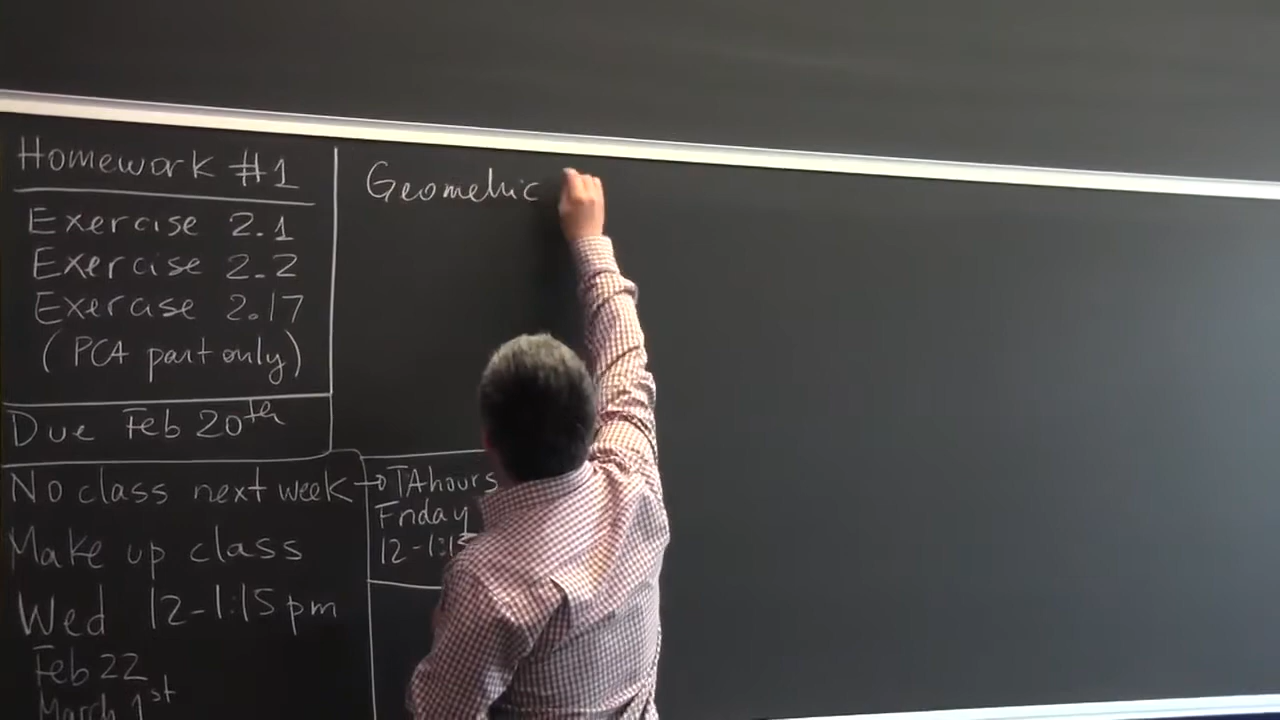 Homework #1
Exercise 2.1
Exercise 2.2
Exercise 2.17
(PCA part only)
Due Feb 20th
No class next week
Make up class
Wed 12-1:15 pm
Feb 22
March 1st
→ TA hours
Friday
12-1:15
Geometric